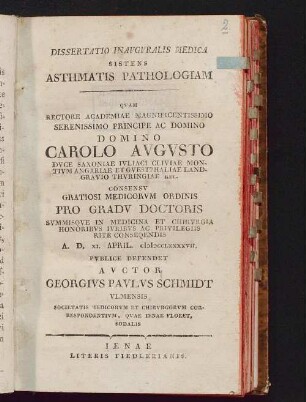 2
DISSERTATIO INAVGVRALIS MEDICA
SISTENS
ASTHMATIS PATHOLOGIAM
QVAM
RECTORE ACADEMIAE MAGNIFICENTISSIMO
SERENISSIMO PRINCIPE AC DOMINO
DOMINO
CAROLO AVGVSTO
DVCE SAXONIAE IVLIACI CLIVIAE MON-
TIVM ANGARIAE ET GVESTPHALIAE LAND-
GRAVIO THVRINGIAE REL.
CONSENSV
GRATIOSI MEDICORVM ORDINIS
PRO GRADV DOCTORIS
SVMMISQVE IN MEDICINA ET CHIRVRGIA
HONORIBVS IVRIBVS AC PRIVILEGIIS
RITE CONSEQENDIS
A. D. XI. APRIL. cIɔIɔccLXXXXVII.
PVBLICE DEFENDET
AVCTOR
GEORGIVS PAVLVS SCHMIDT
VLMENSIS,
SOCIETATIS MEDICORVM ET CHIRVRGORVM COR-
RESPONDANTIVM, QVAE IENAE FLORET,
SODALIS
IENAE
LITERIS FIEDLERIANIS.